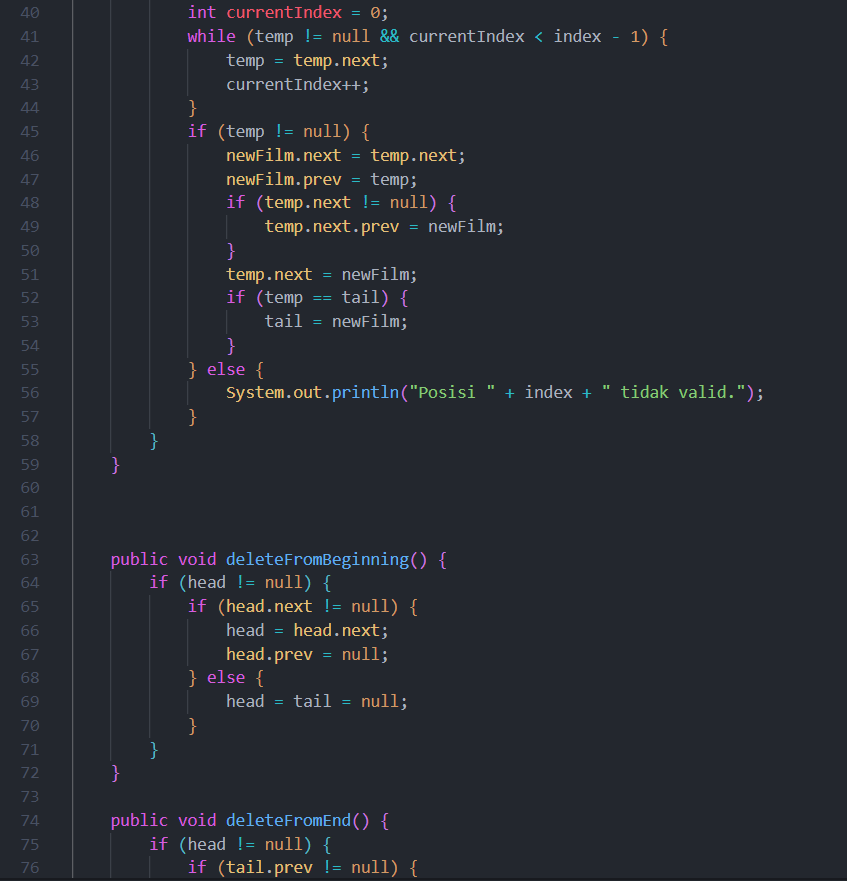 40 int currentIndex = 0;
41 while (temp != null && currentIndex < index - 1) {
42 temp = temp.next;
43 currentIndex++;
44 }
45 if (temp != null) {
46 newFilm.next = temp.next;
47 newFilm.prev = temp;
48 if (temp.next != null) {
49 temp.next.prev = newFilm;
50 }
51 temp.next = newFilm;
52 if (temp == tail) {
53 tail = newFilm;
54 }
55 } else {
56 System.out.println("Posisi " + index + " tidak valid.");
57 }
58 }
59 }
60
61
62
63 public void deleteFromBeginning() {
64 if (head != null) {
65 if (head.next != null) {
66 head = head.next;
67 head.prev = null;
68 } else {
69 head = tail = null;
70 }
71 }
72 }
73
74 public void deleteFromEnd() {
75 if (head != null) {
76 if (tail.prev != null) {